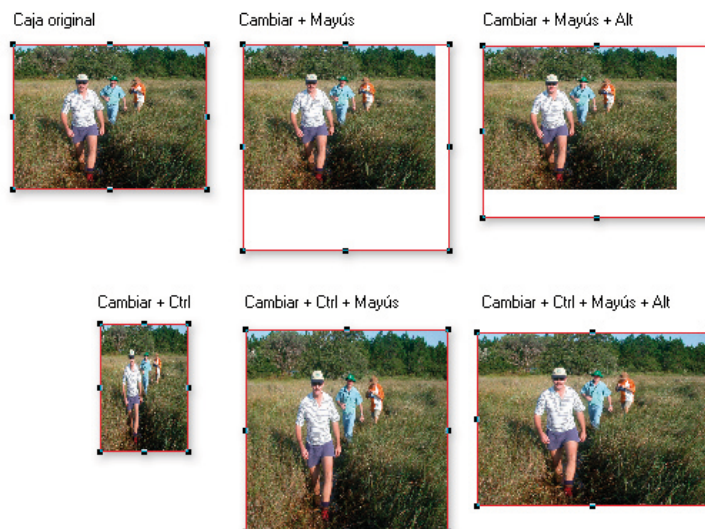 Caja original
Cambiar + Mayús
Cambiar + Mayús + Alt
Cambiar + Ctrl
Cambiar + Ctrl + Mayús
Cambiar + Ctrl + Mayús + Alt